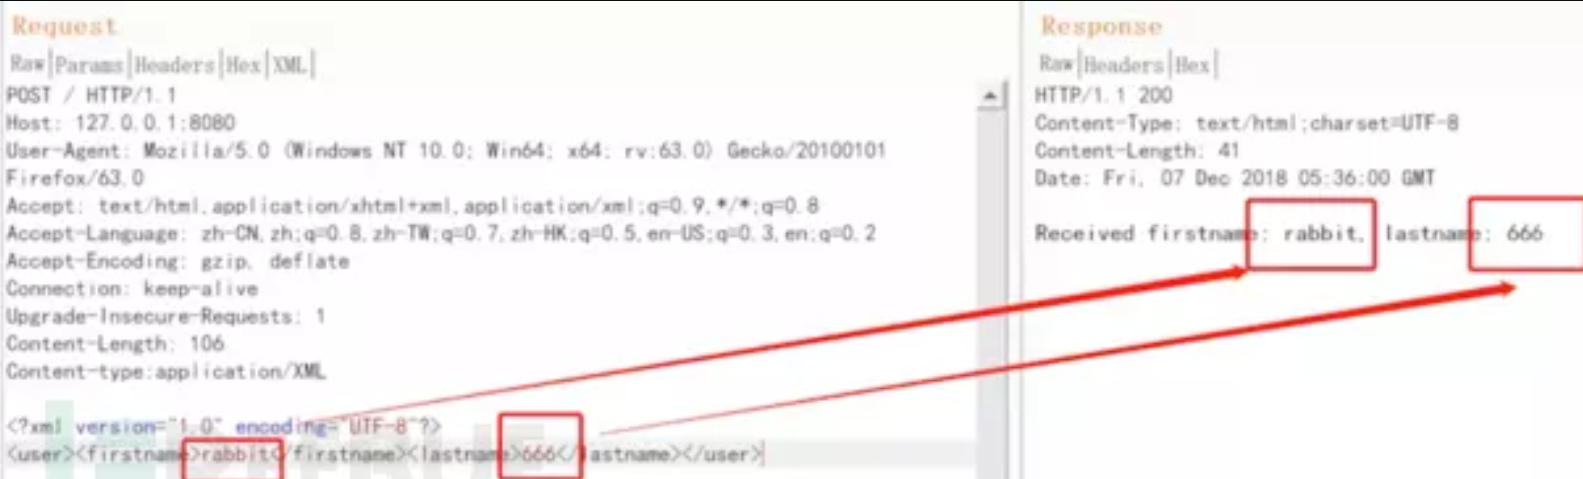 Request
Raw|Params|Headers|Hex|XML|
POST / HTTP/1.1
Host: 127.0.0.1:8080
User-Agent: Mozilla/5.0 (Windows NT 10.0; Win64; x64; rv:63.0) Gecko/20100101
Firefox/63.0
Accept: text/html,application/xhtml+xml,application/xml;q=0.9,*/*;q=0.8
Accept-Language: zh-CN,zh;q=0.8,zh-TW;q=0.7,zh-HK;q=0.5,en-US;q=0.3,en;q=0.2
Accept-Encoding: gzip, deflate
Connection: keep-alive
Upgrade-Insecure-Requests: 1
Content-Length: 106
Content-type:application/XML
<?xml version="1.0" encoding="UTF-8"?>
<user><firstname>rabbit</firstname><lastname>666</lastname></user>
Response
Raw|Headers|Hex|
HTTP/1.1 200
Content-Type: text/html;charset=UTF-8
Content-Length: 41
Date: Fri, 07 Dec 2018 05:36:00 GMT
Received firstname: rabbit, lastname: 666